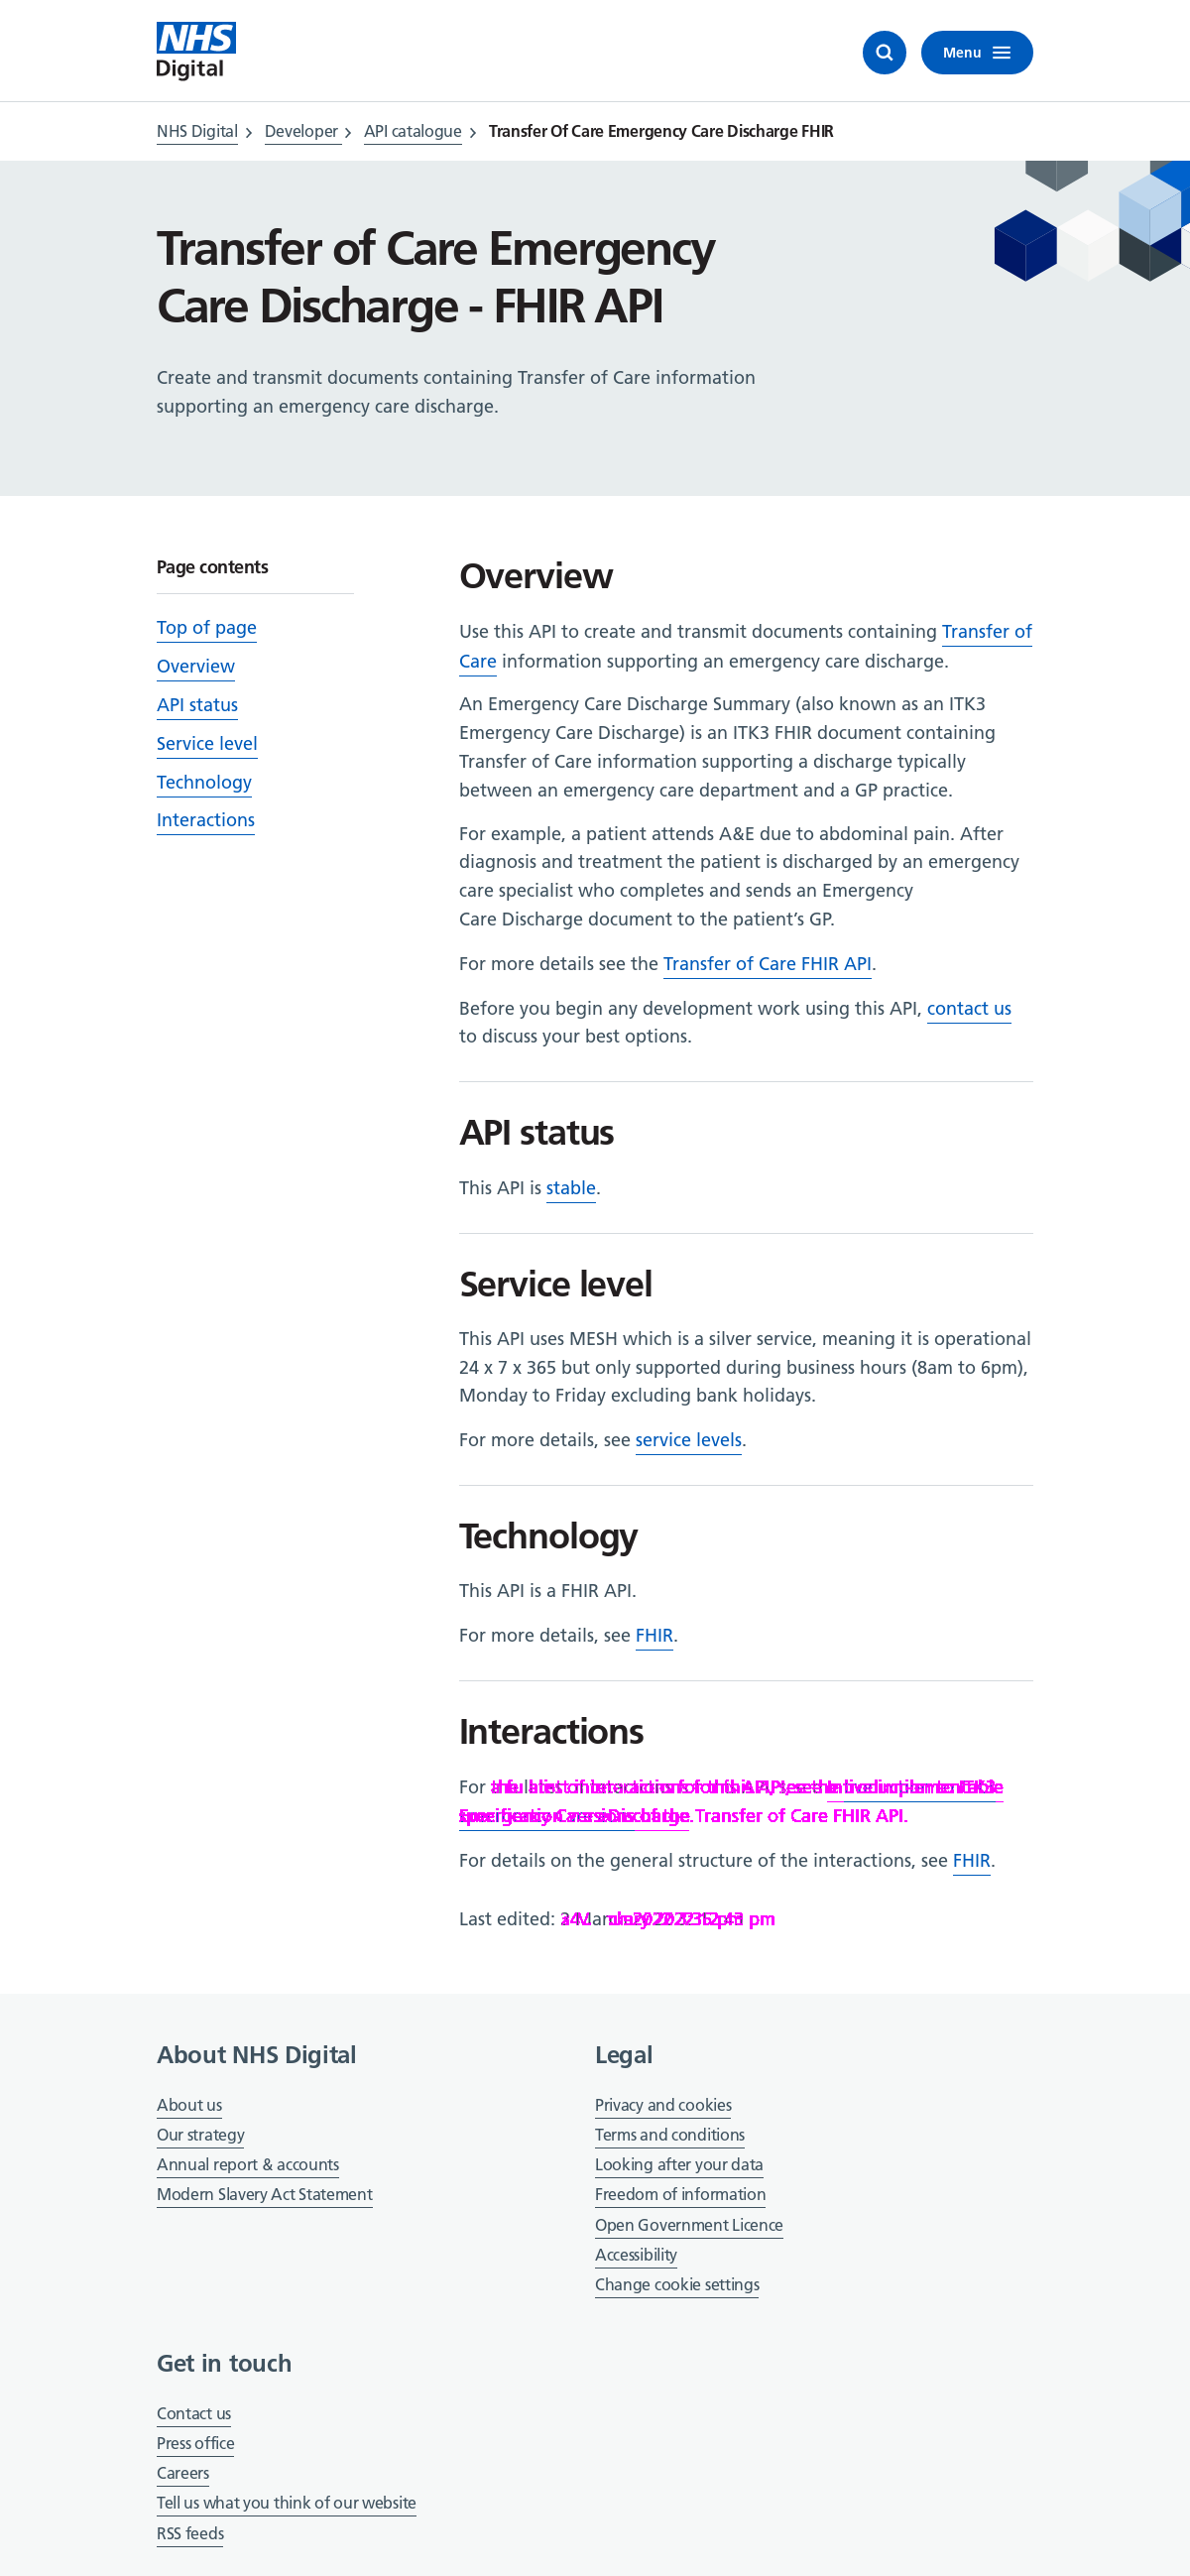 NHS
Digital
Menu
NHS Digital
Developer
API catalogue
Transfer Of Care Emergency Care Discharge FHIR
Transfer of Care Emergency
Care Discharge - FHIR API
Create and transmit documents containing Transfer of Care information
supporting an emergency care discharge.
Page contents
Top of page
Overview
API status
Service level
Technology
Interactions
Overview
Use this API to create and transmit documents containing Transfer of
Care information supporting an emergency care discharge.
An Emergency Care Discharge Summary (also known as an ITK3
Emergency Care Discharge) is an ITK3 FHIR document containing
Transfer of Care information supporting a discharge typically
between an emergency care department and a GP practice.
For example, a patient attends A&E due to abdominal pain. After
diagnosis and treatment the patient is discharged by an emergency
care specialist who completes and sends an Emergency
Care Discharge document to the patient’s GP.
For more details see the Transfer of Care FHIR API.
Before you begin any development work using this API, contact us
to discuss your best options.
API status
This API is stable.
Service level
This API uses MESH which is a silver service, meaning it is operational
24 x 7 x 365 but only supported during business hours (8am to 6pm),
Monday to Friday excluding bank holidays.
For more details, see service levels.
Technology
This API is a FHIR API.
For more details, see FHIR.
Interactions
For
Transfer of Care FHIR API.
For details on the general structure of the interactions, see FHIR.
Last edited:
About NHS Digital
About us
Our strategy
Annual report & accounts
Modern Slavery Act Statement
Legal
Privacy and cookies
Terms and conditions
Looking after your data
Freedom of information
Open Government Licence
Accessibility
Change cookie settings
Get in touch
Contact us
Press office
Careers
Tell us what you think of our website
RSS feeds